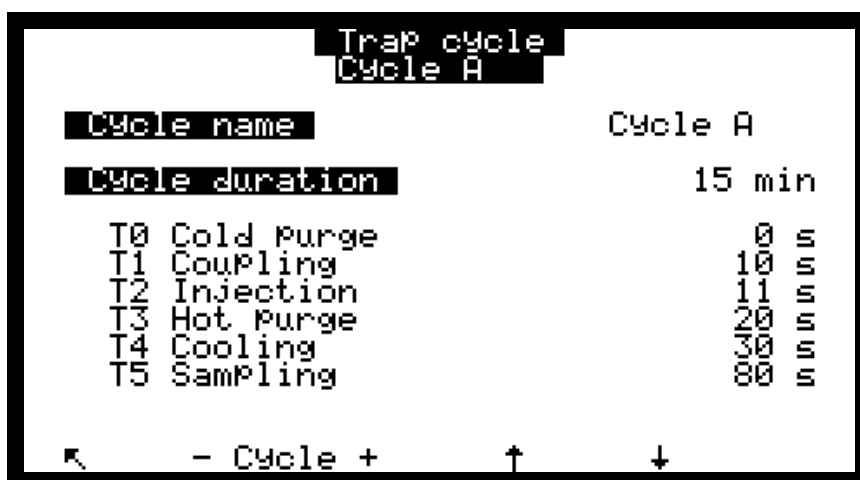 Trap cycle
Cycle A
Cycle name Cycle A
Cycle duration 15 min
T0 Cold purge 0 s
T1 Coupling 10 s
T2 Injection 11 s
T3 Hot purge 20 s
T4 Cooling 30 s
T5 Sampling 80 s
↖ - Cycle + ↑ ↓